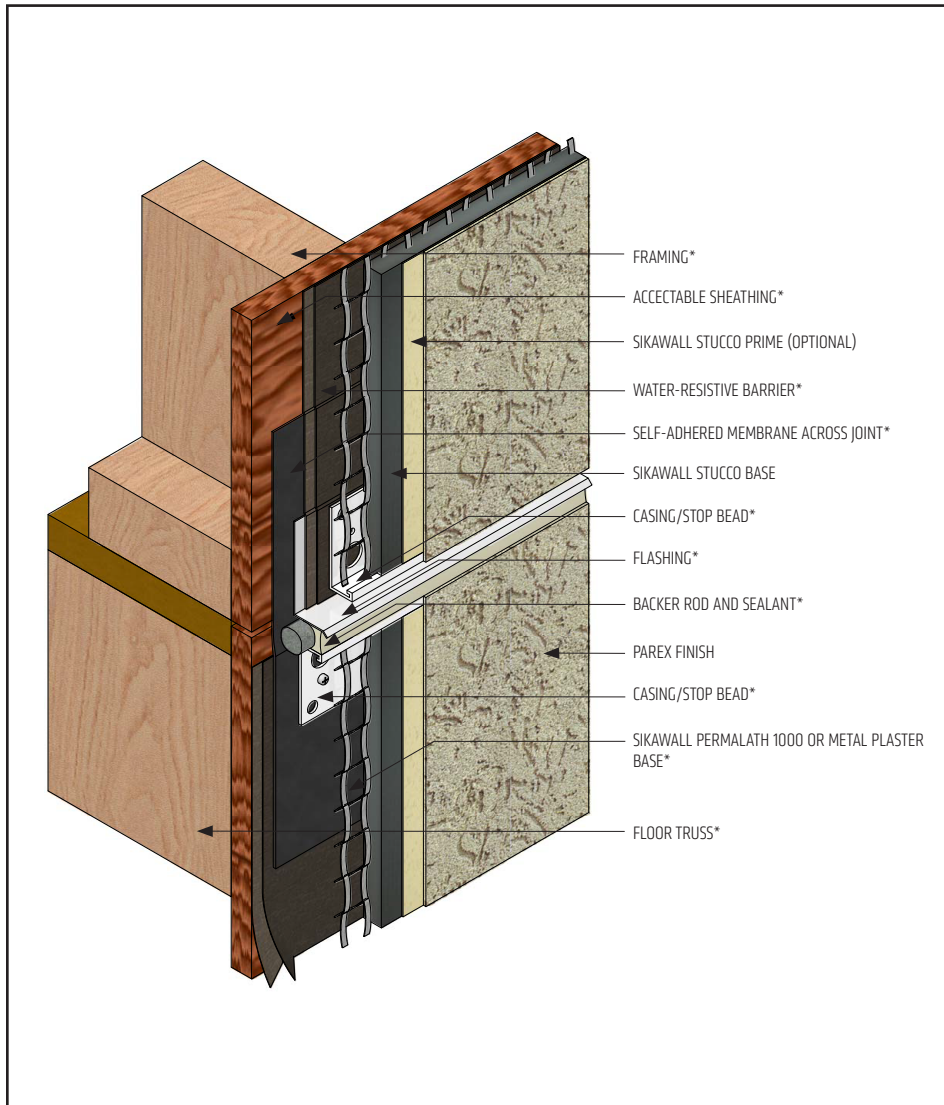 FRAMING*
ACCECTABLE SHEATHING*
SIKAWALL STUCCO PRIME (OPTIONAL)
WATER-RESISTIVE BARRIER*
SELF-ADHERED MEMBRANE ACROSS JOINT*
SIKAWALL STUCCO BASE
CASING/STOP BEAD*
FLASHING*
BACKER ROD AND SEALANT*
PAREX FINISH
CASING/STOP BEAD*
SIKAWALL PERMALATH 1000 OR METAL PLASTER
BASE*
FLOOR TRUSS*